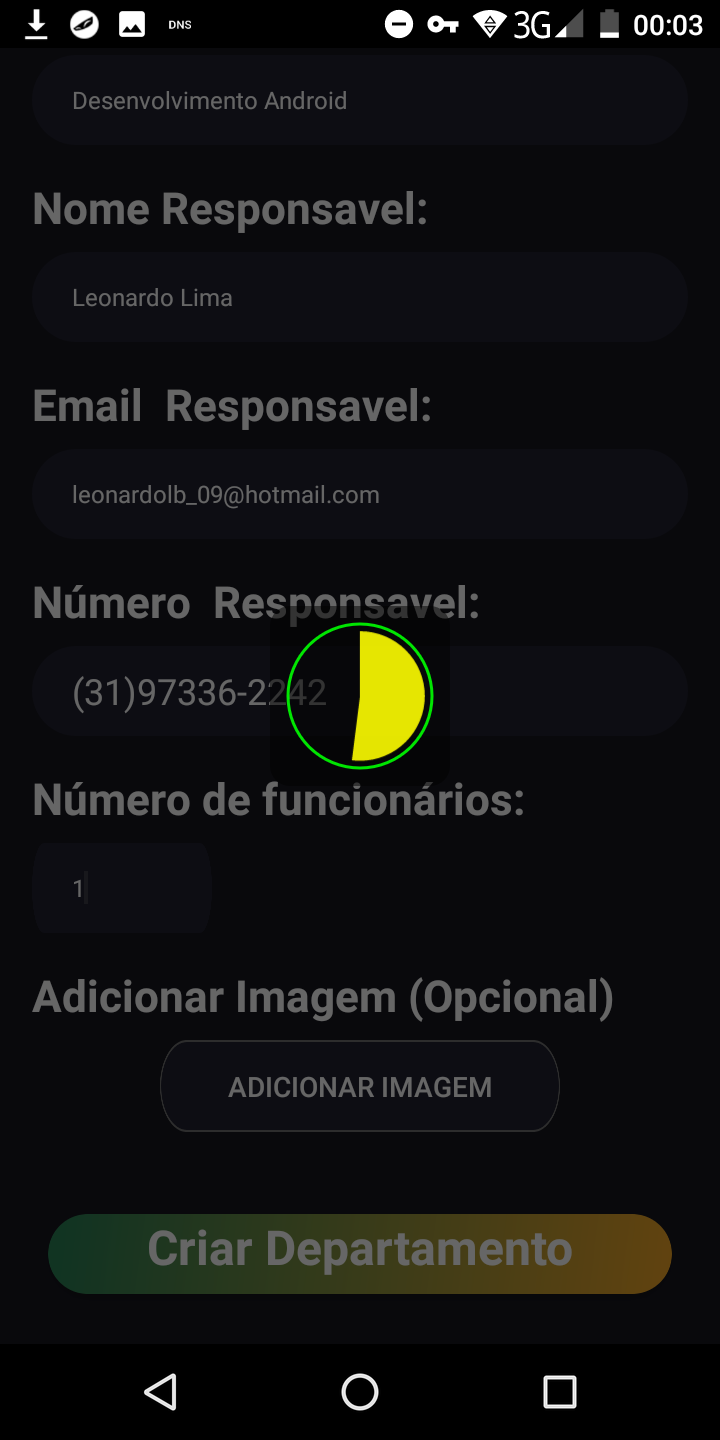 DNS 3G 00:03
Desenvolvimento Android
Nome Responsavel:
Leonardo Lima
Email  Responsavel:
leonardolb_09@hotmail.com
Número  Responsavel:
(31)97336-2242
Número de funcionários:
1
Adicionar Imagem (Opcional)
ADICIONAR IMAGEM
Criar Departamento